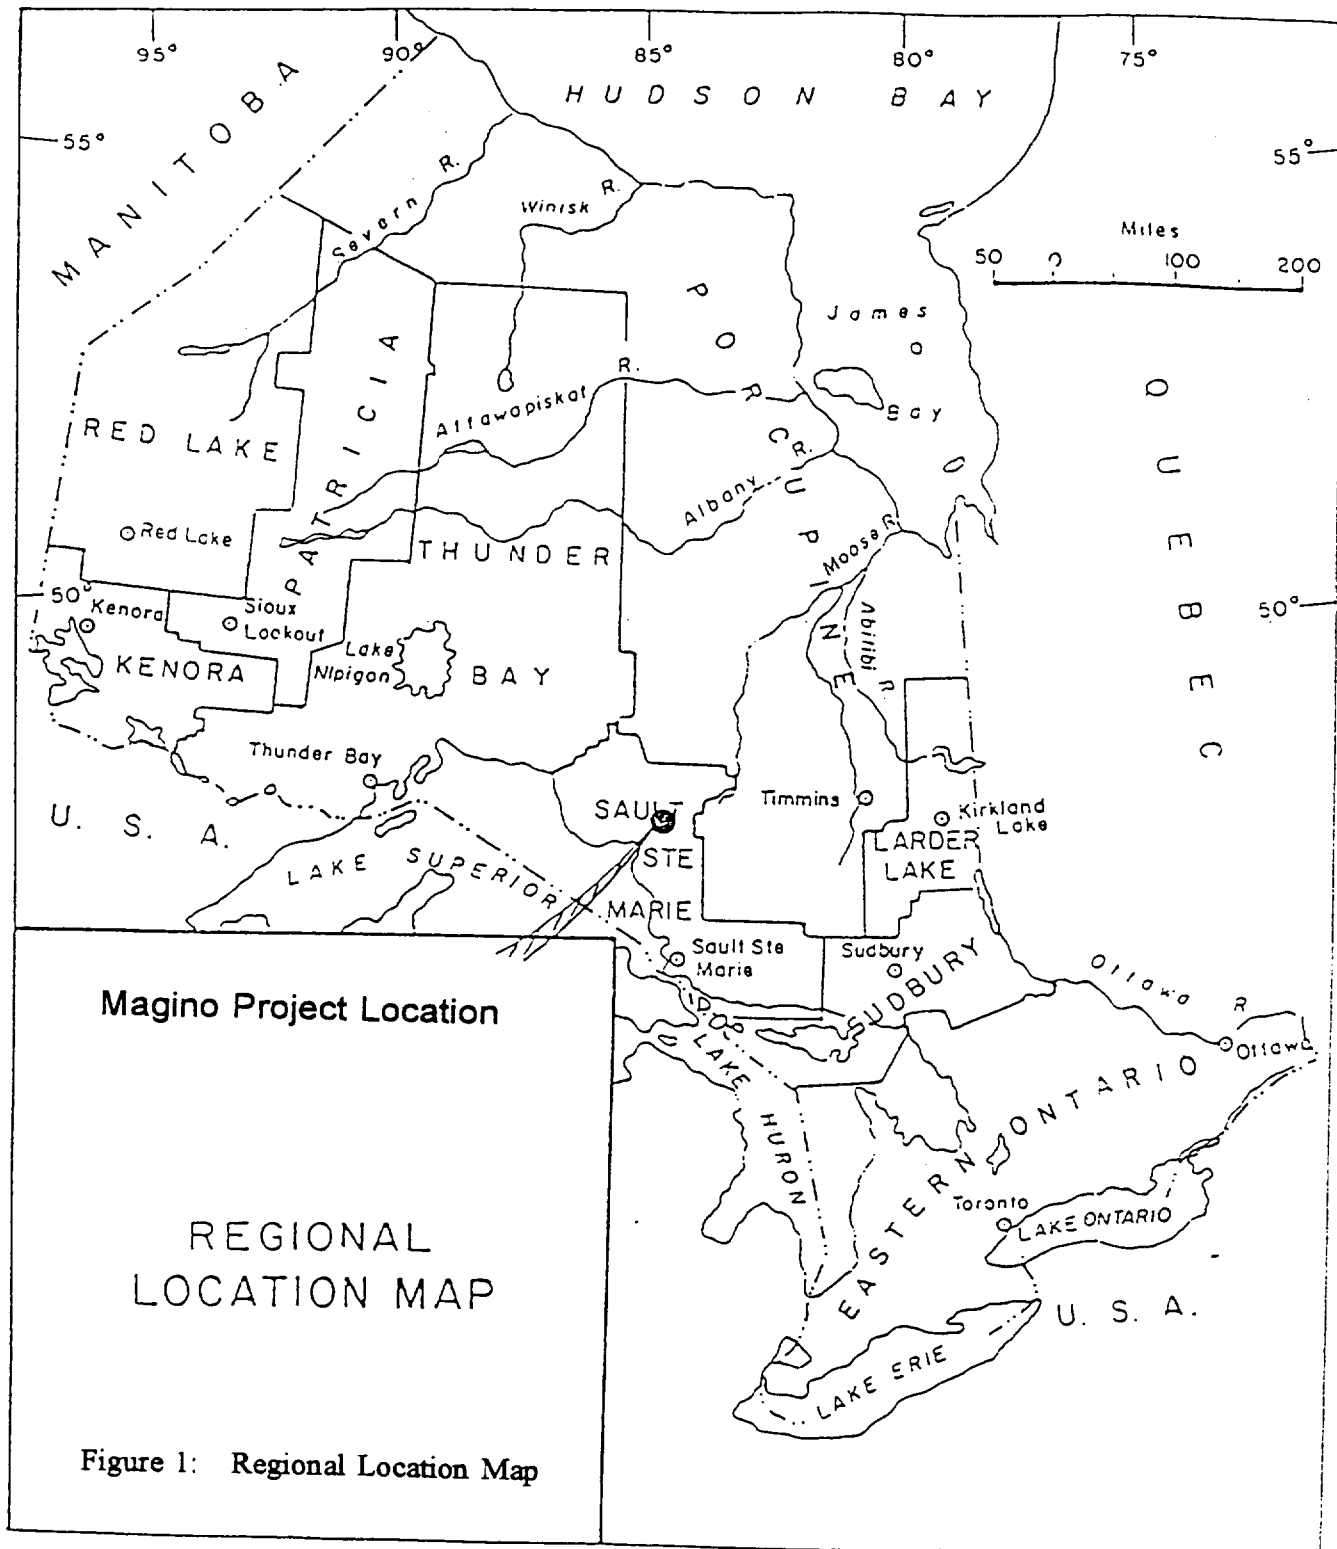 95° 90° 85° 80° 75°
HUDSON BAY
MANITOBA
55° 55°
Severn R.
Winisk R.
Miles
50 0 100 200
PORCUPINE
James
Bay
PATRICIA
Attawapiskat R.
RED LAKE
QUEBEC
Albany R.
Red Lake
THUNDER
BAY
Moose R.
50° 50°
Kenora
Sioux
Lookout
Abitibi R.
KENORA
Lake
Nipigon
Thunder Bay
U. S. A.
SAULT
STE
MARIE
Timmins
Kirkland
Lake
LARDER
LAKE
LAKE SUPERIOR
Sault Ste
Marie
Sudbury
SUDBURY
Ottawa R
Ottawa
Magino Project Location
LAKE HURON
EASTERN ONTARIO
Toronto
LAKE ONTARIO
REGIONAL
LOCATION MAP
U. S. A.
LAKE ERIE
Figure 1: Regional Location Map